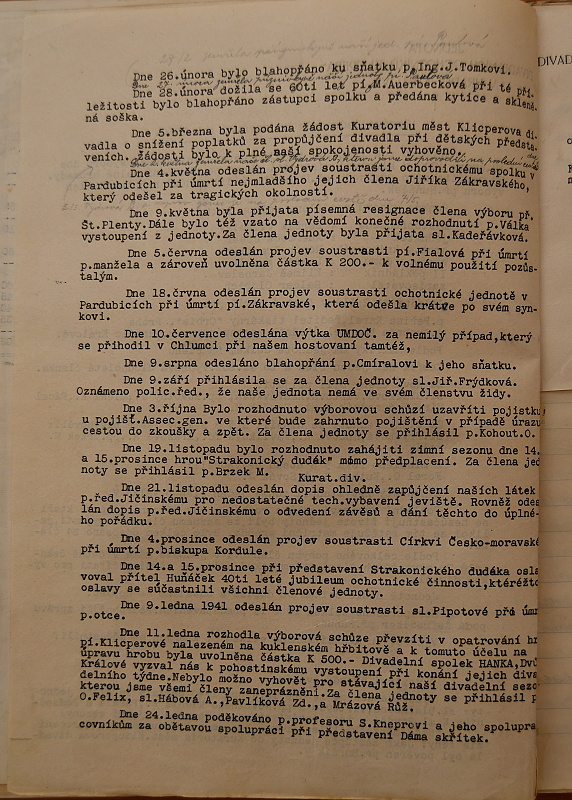 Dne 26.února bylo blahopřáno ku sňatku p.Ing.J.Tomkovi.
Dne 28.února dožila se 60ti let pí.M.Auerbecková při té pří-
ležitosti bylo blahopřáno zástupci spolku a předána kytice a skleně-
ná soška.
Dne 5.března byla podána žádost Kuratoriu měst Klicperova di-
vadla o snížení poplatků za propůjčení divadla při dětských předsta-
veních. Žádosti bylo k plné naší spokojenosti vyhověno.
Dne 4.května odeslán projev soustrasti ochotnickému spolku v
Pardubicích při úmrtí nejmladšího jejich člena Jiříka Zákravského,
který odešel za tragických okolností.
Dne 9.května byla přijata písemná resignace člena výboru př.
Št.Plenty.Dále bylo též vzato na vědomí konečné rozhodnutí p.Válka
vystoupení z jednoty.Za člena jednoty byla přijata sl.Kadeřávková.
Dne 5.června odeslán projev soustrasti pí.Fialové při úmrtí
p.manžela a zároveň uvolněna částka K 200.- k volnému použití pozůs-
talým.
Dne 18.črvna odeslán projev soustrasti ochotnické jednotě v
Pardubicích při úmrtí pí.Zákravské, která odešla krátce po svém syn-
kovi.
Dne 10.července odeslána výtka UMDOČ. za nemilý případ,který
se přihodil v Chlumci při našem hostovaní tamtéž,
Dne 9.srpna odesláno blahopřání p.Cmíralovi k jeho sňatku.
Dne 9.září přihlásila se za člena jednoty sl.Jiř.Frýdková.
Oznámeno polic.řed., že naše jednota nemá ve svém členstvu židy.
Dne 3.října Bylo rozhodnuto výborovou schůzí uzavříti pojistku
u pojišť.Assec.gen. ve které bude zahrnuto pojištění v případě úrazu
cestou do zkoušky a zpět. Za člena jednoty se přihlásil p.Kohout.O.
Dne 19.listopadu bylo rozhodnuto zahájiti zimní sezonu dne 14.
a 15.prosince hrou"Strakonický dudák" mimo předplacení. Za člena jed
noty se přihlásil p.Brzek M.
Kurat.div.
Dne 21.listopadu odeslán dopis ohledně zapůjčení naších látek
p.řed.Jičínskému pro nedostatečné tech.vybavení jeviště. Rovněž odes
lán dopis p.řed.Jičínskému o odvedení závěsů a dání těchto do úplné-
ho pořádku.
Dne 4.prosince odeslán projev soustrasti Církvi Česko-moravské
při úmrtí p.biskupa Kordule.
Dne 14.a 15.prosince při představení Strakonického dudáka osla
voval přítel Huňáček 40ti leté jubileum ochotnické činnosti,kteréžto
oslavy se súčastnili všichni členové jednoty.
Dne 9.ledna 1941 odeslán projev soustrasti sl.Pipotové při úmr
p.otce.
Dne 11.ledna rozhodla výborová schůze převzíti v opatrování hr
pí.Klicperové nalezeném na kuklenském hřbitově a k tomuto účelu na
úpravu hrobu byla uvolněna částka K 500.- Divadelní spolek HANKA,Dvů
Králové vyzval nás k pohostinskému vystoupení při konání jejich diva
delního týdne.Nebylo možno vyhovět pro stávající naší divadelní sezo
kterou jsme všemi členy zaneprázněni.Za členy jednoty se přihlásil p
O.Felix, sl.Hábová A.,Pavlíková Zd.,a Mrázová Růž.
Dne 24.ledna poděkováno p.profesoru S.Kneprovi a jeho spolupra
covníkům za obětavou spolupráci při představení Dáma skřítek.
DIVAD